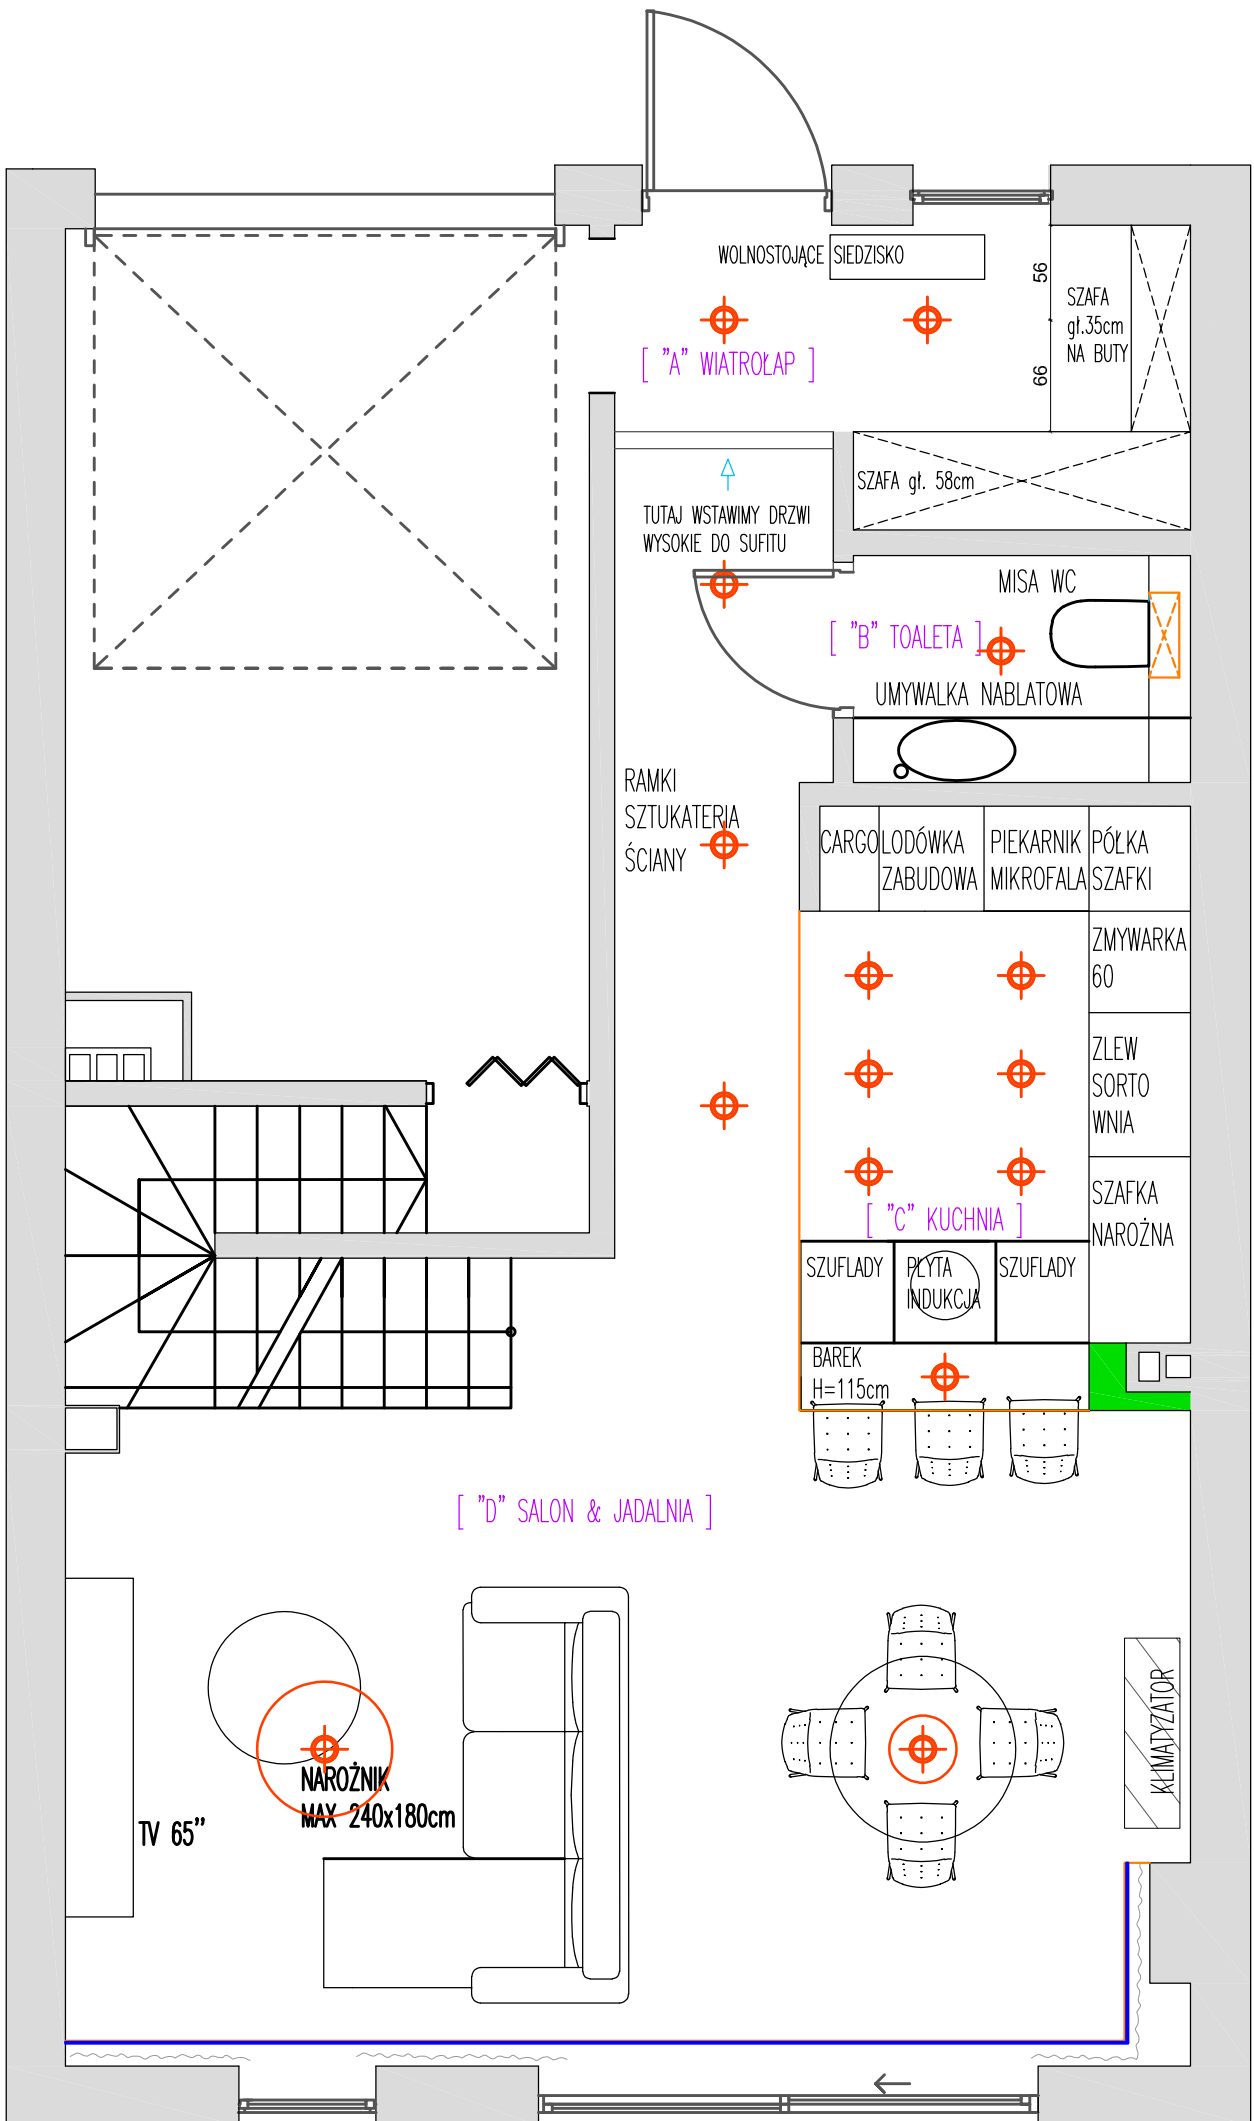 WOLNOSTOJĄCE SIEDZISKO
56
66
SZAFA
gł.35cm
NA BUTY
[ "A" WIATROŁAP ]
SZAFA gł. 58cm
TUTAJ WSTAWIMY DRZWI
WYSOKIE DO SUFITU
MISA WC
[ "B" TOALETA ]
UMYWALKA NABLATOWA
RAMKI
SZTUKATERIA
ŚCIANY
CARGO
LODÓWKA
ZABUDOWA
PIEKARNIK
MIKROFALA
PÓŁKA
SZAFKI
ZMYWARKA
60
ZLEW
SORTO
WNIA
SZAFKA
NAROŻNA
[ "C" KUCHNIA ]
SZUFLADY
PŁYTA
INDUKCJA
SZUFLADY
BAREK
H=115cm
[ "D" SALON & JADALNIA ]
KLIMATYZATOR
NAROŻNIK
MAX 240x180cm
TV 65"